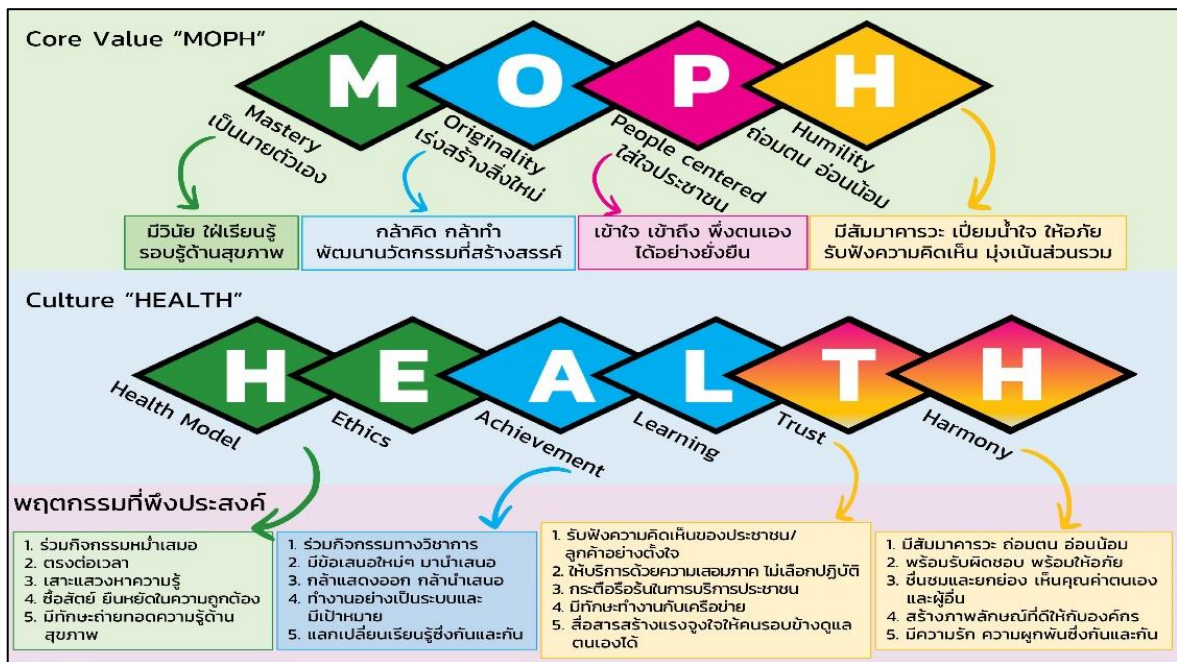 Core Value “MOPH”
M O P H
Mastery
เป็นนายตัวเอง
Originality
เร่งสร้างสิ่งใหม่
People centered
ใส่ใจประชาชน
Humility
ถ่อมตน อ่อนน้อม
มีวินัย ใฝ่เรียนรู้
รอบรู้ด้านสุขภาพ
กล้าคิด กล้าทำ
พัฒนานวัตกรรมที่สร้างสรรค์
เข้าใจ เข้าถึง พึ่งตนเอง
ได้อย่างยั่งยืน
มีสัมมาคารวะ เปี่ยมน้ำใจ ให้อภัย
รับฟังความคิดเห็น มุ่งเน้นส่วนรวม
Culture “HEALTH”
H E A L T H
Health Model
Ethics
Achievement
Learning
Trust
Harmony
พฤตกรรมที่พึงประสงค์
1. ร่วมกิจกรรมหม่ำเสมอ
2. ตรงต่อเวลา
3. เสาะแสวงหาความรู้
4. ซื้อสัตย์ ยืนหยัดในความถูกต้อง
5. มีทักษะถ่ายทอดความรู้ด้าน
สุขภาพ
1. ร่วมกิจกรรมทางวิชาการ
2. มีข้อเสนอใหม่ๆ มานำเสนอ
3. กล้าแสดงออก กล้านำเสนอ
4. ทำงานอย่างเป็นระบบและ
มีเป้าหมาย
5. แลกเปลี่ยนเรียนรู้ซึ่งกันและกัน
1. รับฟังความคิดเห็นของประชาชน/
ลูกค้าอย่างตั้งใจ
2. ให้บริการด้วยความเสอมภาค ไม่เลือกปฏิบัติ
3. กระตือรือร้นในการบริการประชาชน
4. มีทักษะทำงานกับเครือข่าย
5. สื่อสารสร้างแรงจูงใจให้คนรอบข้างดูแล
ตนเองได้
1. มีสัมมาคารวะ ถ่อมตน อ่อนน้อม
2. พร้อมรับผิดชอบ พร้อมให้อภัย
3. ชื่นชมและยกย่อง เห็นคุณค่าตนเอง
และผู้อื่น
4. สร้างภาพลักษณ์ที่ดีให้กับองค์กร
5. มีความรัก ความผูกพันซึ่งกันและกัน